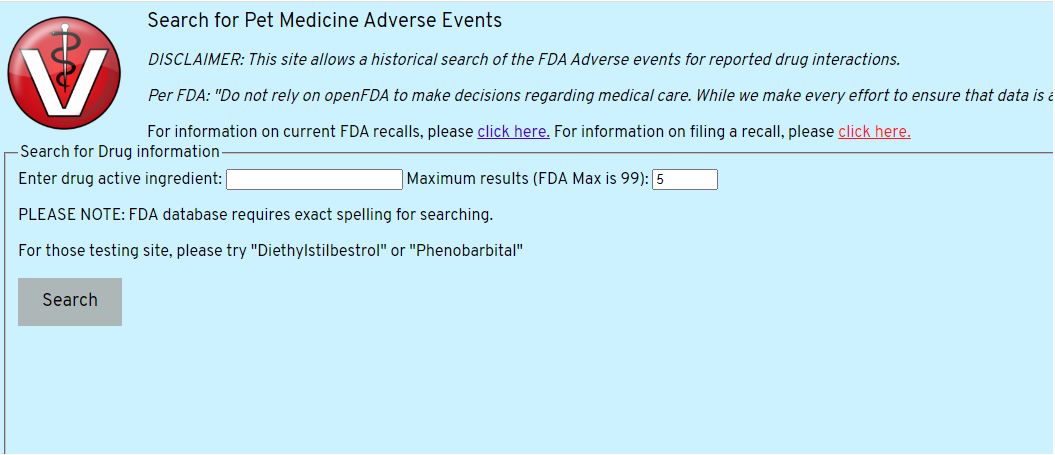 Search for Pet Medicine Adverse Events
DISCLAIMER: This site allows a historical search of the FDA Adverse events for reported drug interactions.
Per FDA: "Do not rely on openFDA to make decisions regarding medical care. While we make every effort to ensure that data is a
For information on current FDA recalls, please click here. For information on filing a recall, please click here.
Search for Drug information
Enter drug active ingredient: Maximum results (FDA Max is 99): 5
PLEASE NOTE: FDA database requires exact spelling for searching.
For those testing site, please try "Diethylstilbestrol" or "Phenobarbital"
Search